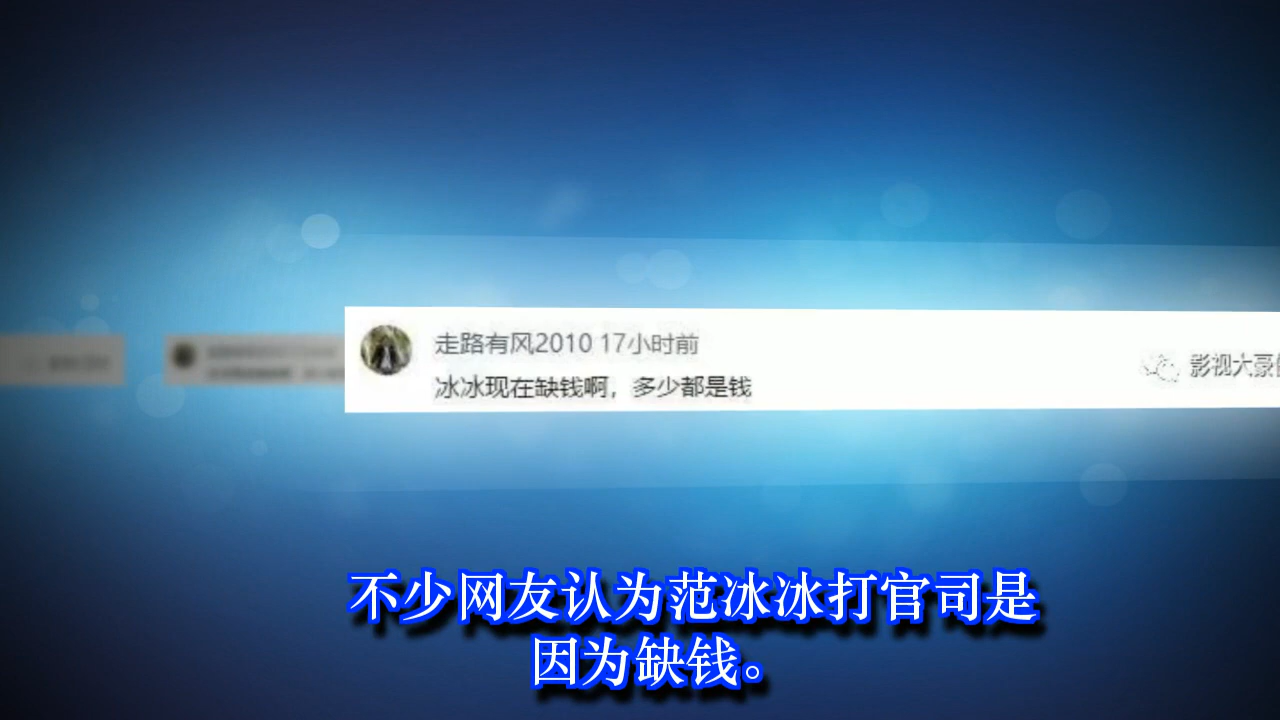 走路有风2010 17小时前
冰冰现在缺钱啊，多少都是钱
影视大豪
不少网友认为范冰冰打官司是
因为缺钱。